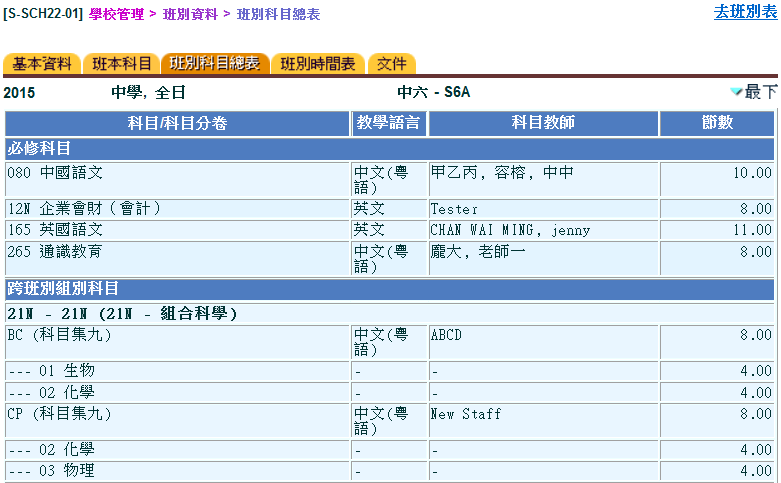 [S-SCH22-01] 學校管理 > 班別資料 > 班別科目總表 去班別表
基本資料 班本科目 班別科目總表 班別時間表 文件
2015 中學, 全日 中六 - S6A 最下
科目/科目分卷 教學語言 科目教師 節數
必修科目
080 中國語文 中文(粵語) 甲乙丙, 容榕, 中中 10.00
12N 企業會財(會計) 英文 Tester 8.00
165 英國語文 英文 CHAN WAI MING, jenny 11.00
265 通識教育 中文(粵語) 龐大, 老師一 8.00
跨班別組別科目
21N - 21N (21N - 組合科學)
BC (科目集九) 中文(粵語) ABCD 8.00
--- 01 生物 - - 4.00
--- 02 化學 - - 4.00
CP (科目集九) 中文(粵語) New Staff 8.00
--- 02 化學 - - 4.00
--- 03 物理 - - 4.00